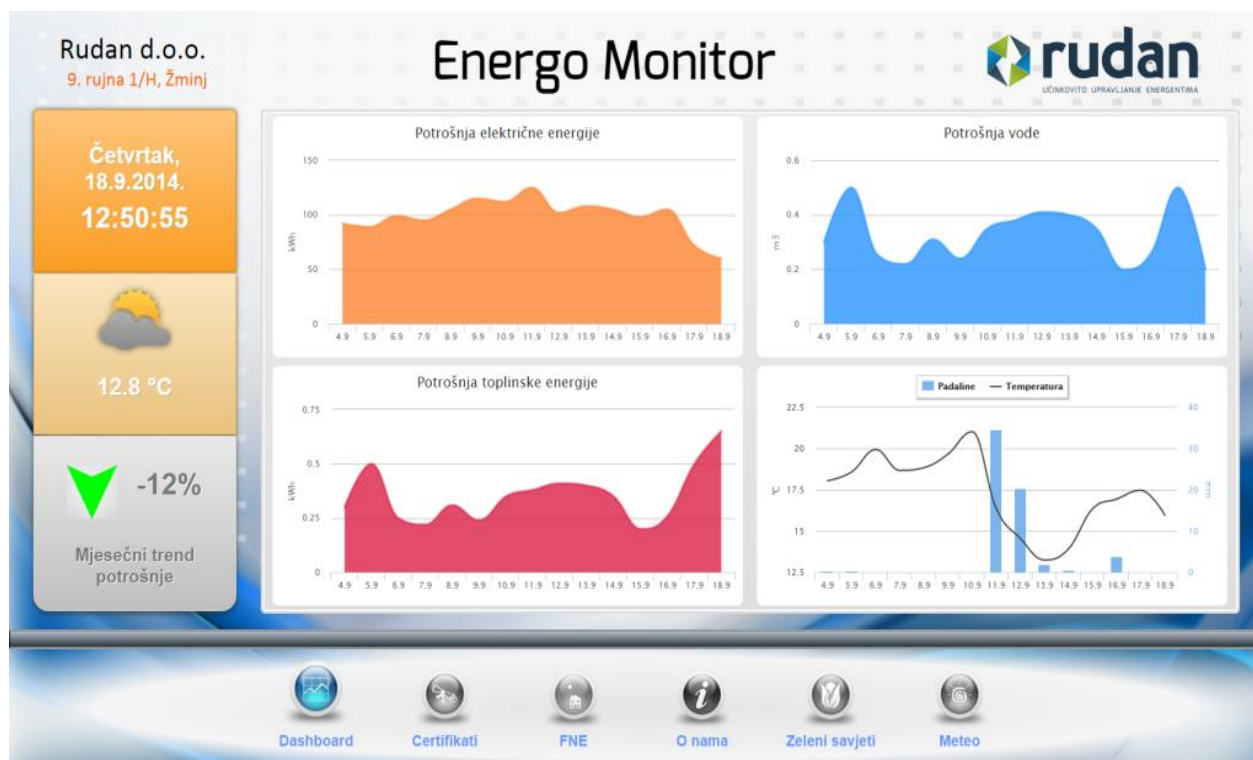 Rudan d.o.o.
9. rujna 1/H, Žminj
Energo Monitor
rudan
UČINKOVITO UPRAVLJANJE ENERGENTIMA
Četvrtak,
18.9.2014.
12:50:55
12.8 °C
-12%
Mjesečni trend
potrošnje
Potrošnja električne energije
150
100
50
0
kWh
4.9 5.9 6.9 7.9 8.9 9.9 10.9 11.9 12.9 13.9 14.9 15.9 16.9 17.9 18.9
Potrošnja vode
0.6
0.4
0.2
0
m3
4.9 5.9 6.9 7.9 8.9 9.9 10.9 11.9 12.9 13.9 14.9 15.9 16.9 17.9 18.9
Potrošnja toplinske energije
0.75
0.5
0.25
0
kWh
4.9 5.9 6.9 7.9 8.9 9.9 10.9 11.9 12.9 13.9 14.9 15.9 16.9 17.9 18.9
Padaline Temperatura
22.5 40
20 30
17.5 20
15 10
12.5 0
°C
mm
4.9 5.9 6.9 7.9 8.9 9.9 10.9 11.9 12.9 13.9 14.9 15.9 16.9 17.9 18.9
Dashboard Certifikati FNE O nama Zeleni savjeti Meteo